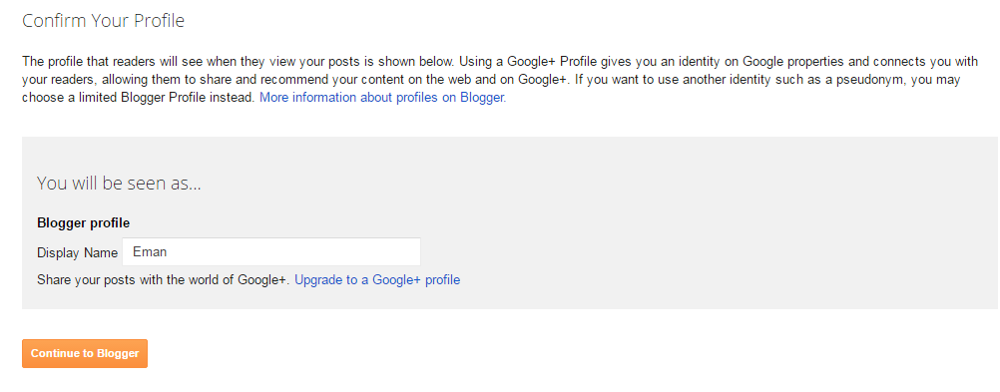 Confirm Your Profile
The profile that readers will see when they view your posts is shown below. Using a Google+ Profile gives you an identity on Google properties and connects you with
your readers, allowing them to share and recommend your content on the web and on Google+. If you want to use another identity such as a pseudonym, you may
choose a limited Blogger Profile instead. More information about profiles on Blogger.
You will be seen as...
Blogger profile
Display Name Eman
Share your posts with the world of Google+. Upgrade to a Google+ profile
Continue to Blogger